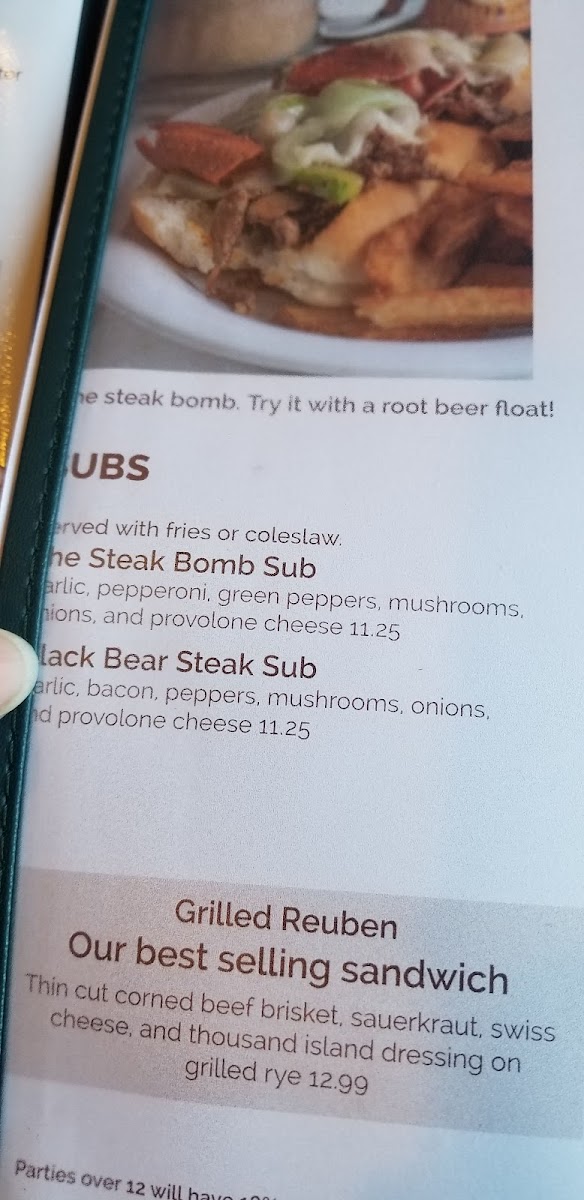 he steak bomb. Try it with a root beer float!
UBS
erved with fries or coleslaw.
he Steak Bomb Sub
arlic, pepperoni, green peppers, mushrooms,
nions, and provolone cheese 11.25
lack Bear Steak Sub
arlic, bacon, peppers, mushrooms, onions,
nd provolone cheese 11.25
Grilled Reuben
Our best selling sandwich
Thin cut corned beef brisket, sauerkraut, swiss
cheese, and thousand island dressing on
grilled rye 12.99
Parties over 12 will have